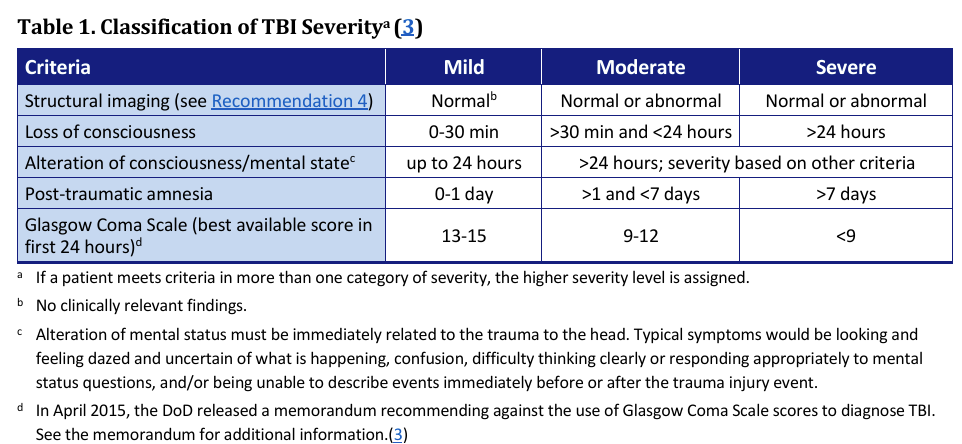 Table 1. Classification of TBI Severityᵃ (3)
Criteria Mild Moderate Severe
Structural imaging (see Recommendation 4) Normalᵇ Normal or abnormal Normal or abnormal
Loss of consciousness 0-30 min >30 min and <24 hours >24 hours
Alteration of consciousness/mental stateᶜ up to 24 hours >24 hours; severity based on other criteria
Post-traumatic amnesia 0-1 day >1 and <7 days >7 days
Glasgow Coma Scale (best available score in
first 24 hours)ᵈ 13-15 9-12 <9
ᵃ If a patient meets criteria in more than one category of severity, the higher severity level is assigned.
ᵇ No clinically relevant findings.
ᶜ Alteration of mental status must be immediately related to the trauma to the head. Typical symptoms would be looking and
feeling dazed and uncertain of what is happening, confusion, difficulty thinking clearly or responding appropriately to mental
status questions, and/or being unable to describe events immediately before or after the trauma injury event.
ᵈ In April 2015, the DoD released a memorandum recommending against the use of Glasgow Coma Scale scores to diagnose TBI.
See the memorandum for additional information.(3)